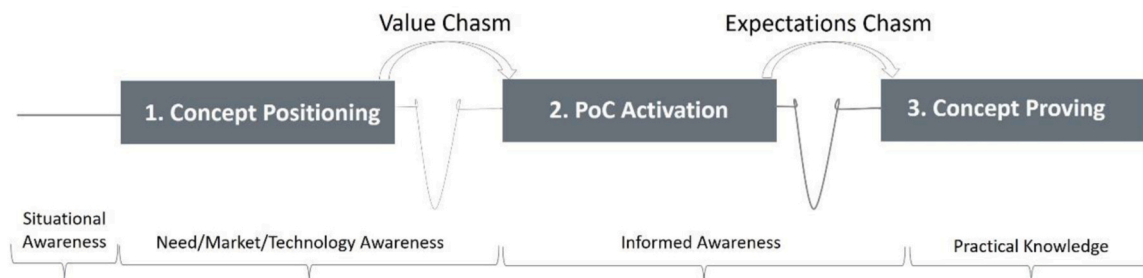 Value Chasm
Expectations Chasm
1. Concept Positioning
2. PoC Activation
3. Concept Proving
Situational
Awareness
Need/Market/Technology Awareness
Informed Awareness
Practical Knowledge